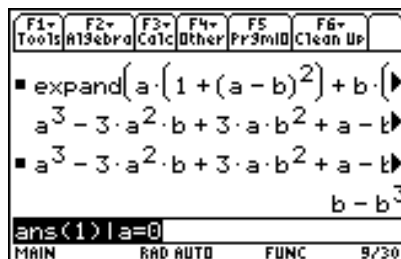 F1▾ F2▾ F3▾ F4▾ F5 F6▾
Tools Algebra Calc Other PrgmIO Clean Up
▪ expand(a·(1 + (a − b)²) + b·(▶
a³ − 3·a²·b + 3·a·b² + a − b▶
▪ a³ − 3·a²·b + 3·a·b² + a − b▶
b − b³
ans(1)|a=0
MAIN RAD AUTO FUNC 9/30